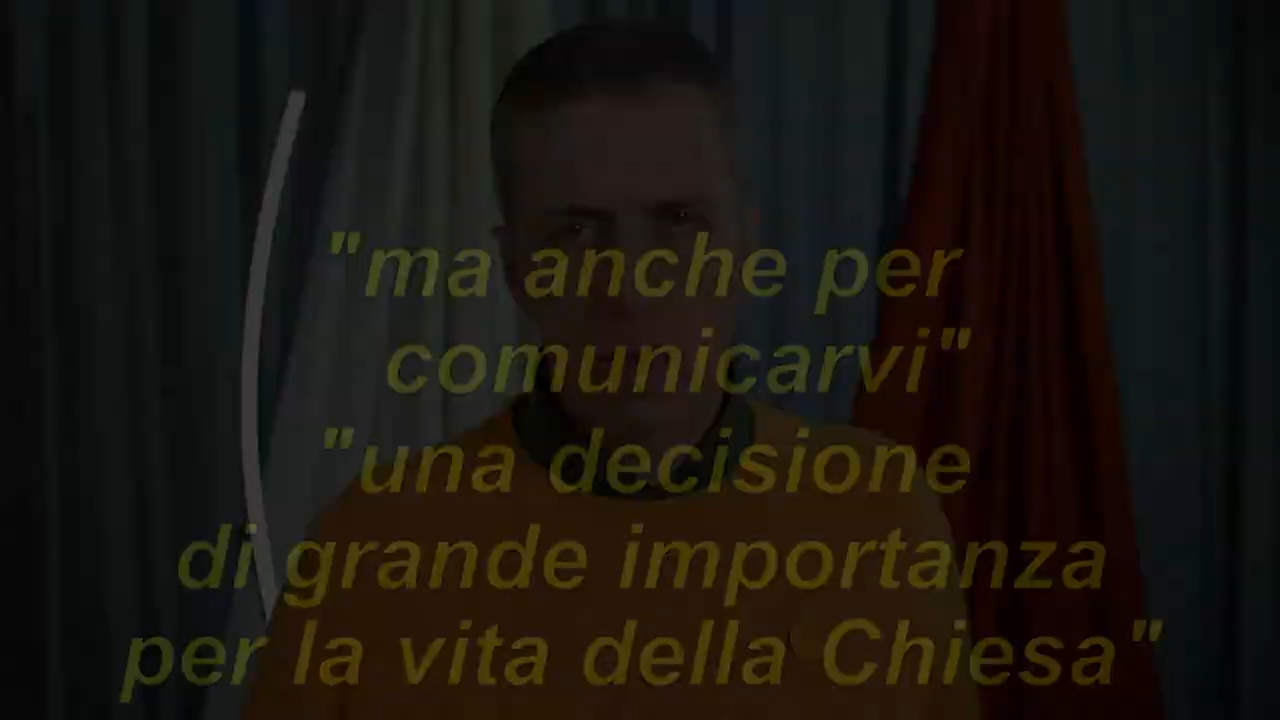 "ma anche per
comunicarvi"
"una decisione
di grande importanza
per la vita della Chiesa"